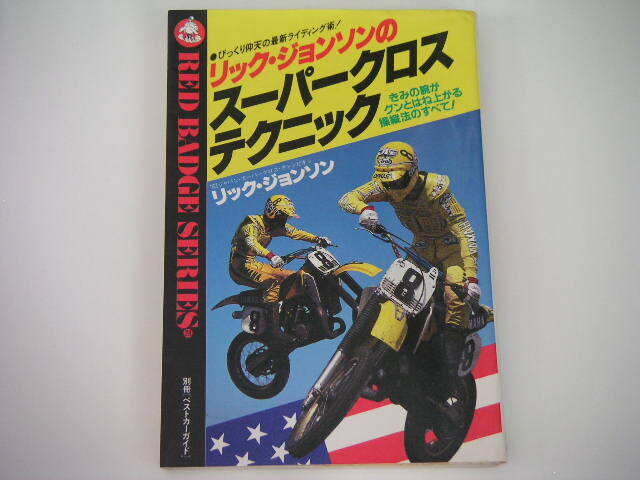 ●びっくり仰天の最新ライディング術!
リック・ジョンソンの
スーパークロス
テクニック
きみの腕が
グンとはね上がる
操縦法のすべて!
リック・ジョンソン
RED BADGE SERIES
別冊「ベストカーガイド」
8
8
8
8